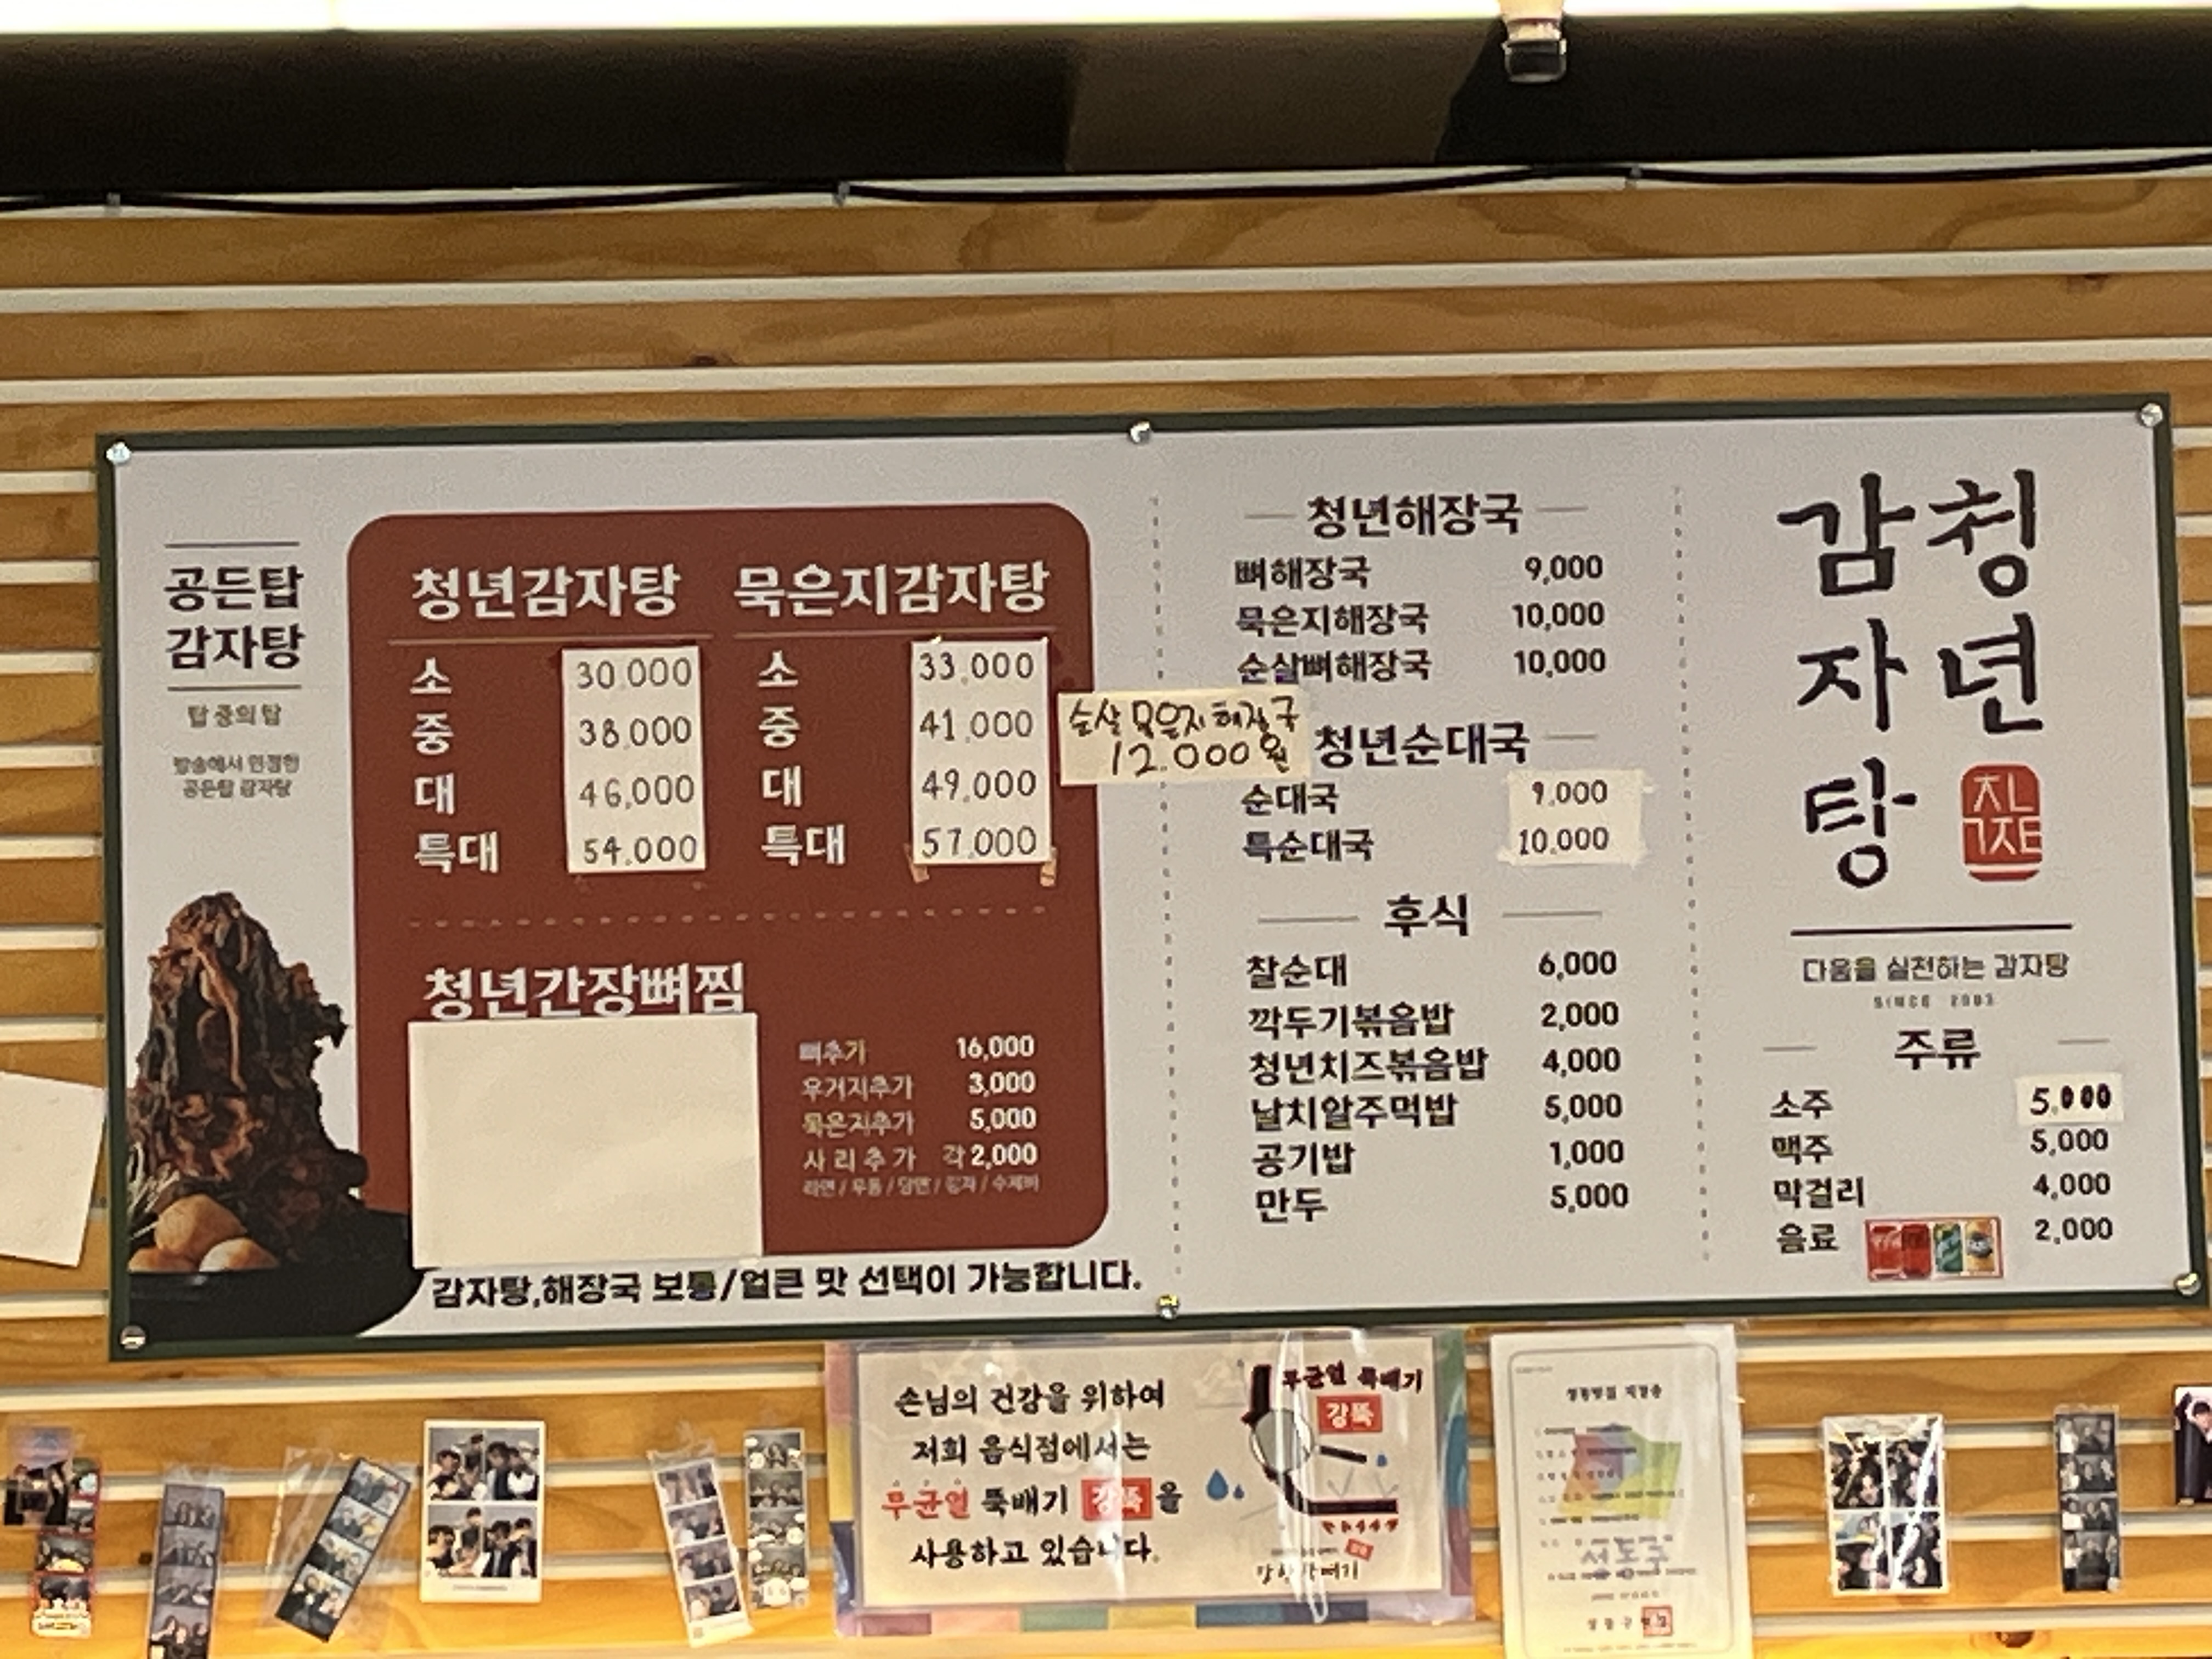 공든탑
감자탕
탑 중의 탑
방송에서 인정한
공든탑 감자탕
청년감자탕
소 30,000
중 38,000
대 46,000
특대 54,000
묵은지감자탕
소 33,000
중 41,000
대 49,000
특대 57,000
순살 묵은지 해장국
12.000원
청년간장뼈찜
뼈추가 16,000
우거지추가 3,000
묵은지추가 5,000
사리추가 각 2,000
라면 / 우동 / 당면 / 감자 / 수제비
감자탕,해장국 보통/얼큰 맛 선택이 가능합니다.
청년해장국
뼈해장국 9,000
묵은지해장국 10,000
순살뼈해장국 10,000
청년순대국
순대국 9,000
특순대국 10,000
후식
찰순대 6,000
깍두기볶음밥 2,000
청년치즈볶음밥 4,000
날치알주먹밥 5,000
공기밥 1,000
만두 5,000
청년
감자탕
다움을 실천하는 감자탕
SINCE 2003
주류
소주 5,000
맥주 5,000
막걸리 4,000
음료 2,000
손님의 건강을 위하여
저희 음식점에서는
무균열 뚝배기 강뚝을
사용하고 있습니다.
무균열 뚝배기
강뚝